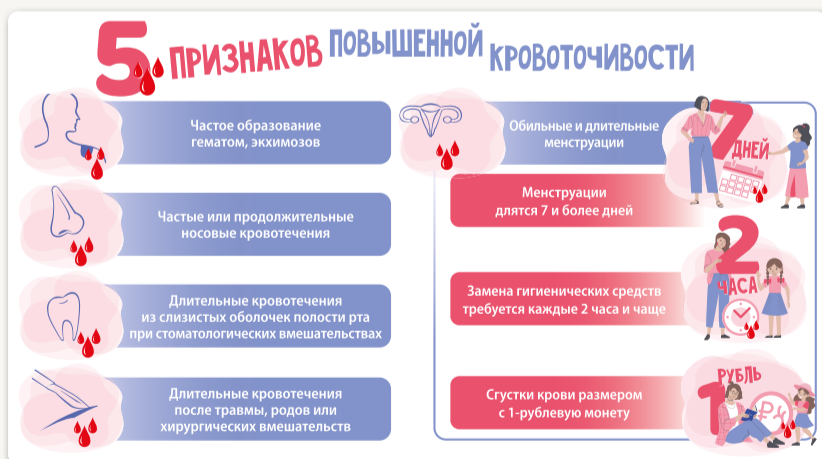 5 ПРИЗНАКОВ ПОВЫШЕННОЙ КРОВОТОЧИВОСТИ
Частое образование
гематом, экхимозов
Частые или продолжительные
носовые кровотечения
Длительные кровотечения
из слизистых оболочек полости рта
при стоматологических вмешательствах
Длительные кровотечения
после травмы, родов или
хирургических вмешательств
Обильные и длительные
менструации
7
ДНЕЙ
Менструации
длятся 7 и более дней
2
ЧАСА
Замена гигиенических средств
требуется каждые 2 часа и чаще
1
РУБЛЬ
₽
Сгустки крови размером
с 1-рублевую монету